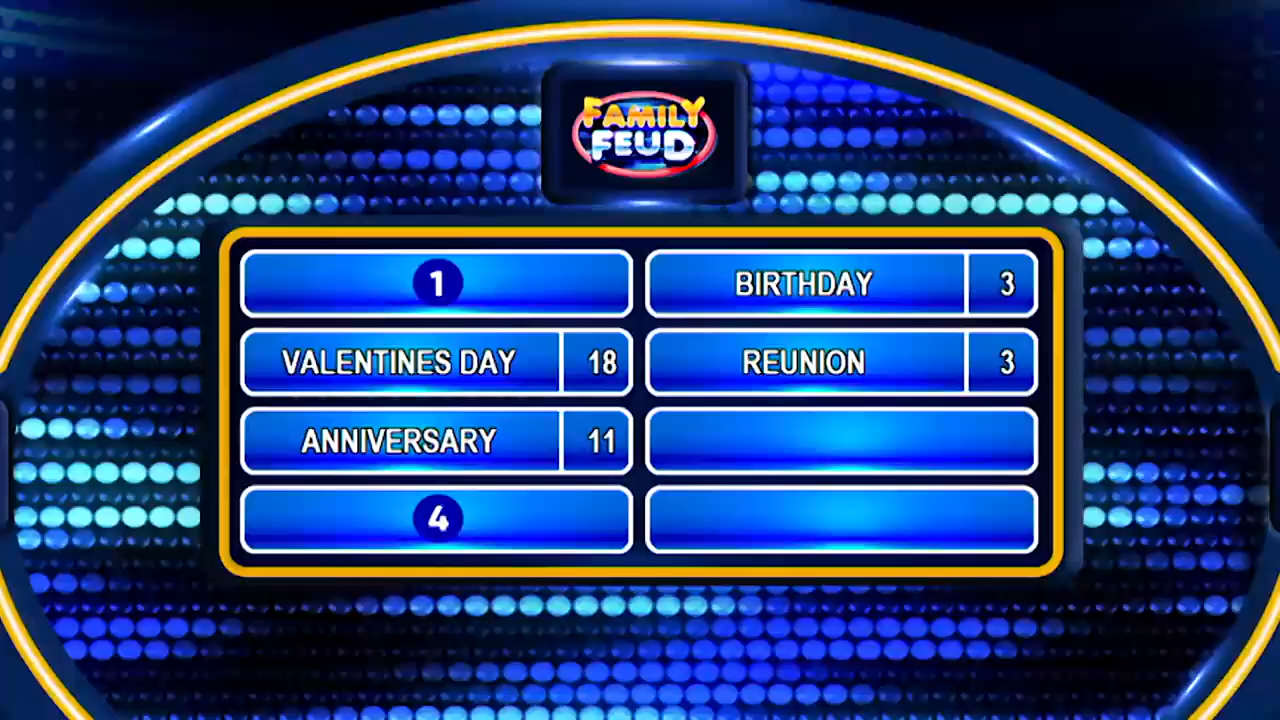 FAMILY
FEUD
1
VALENTINES DAY 18
ANNIVERSARY 11
4
BIRTHDAY 3
REUNION 3